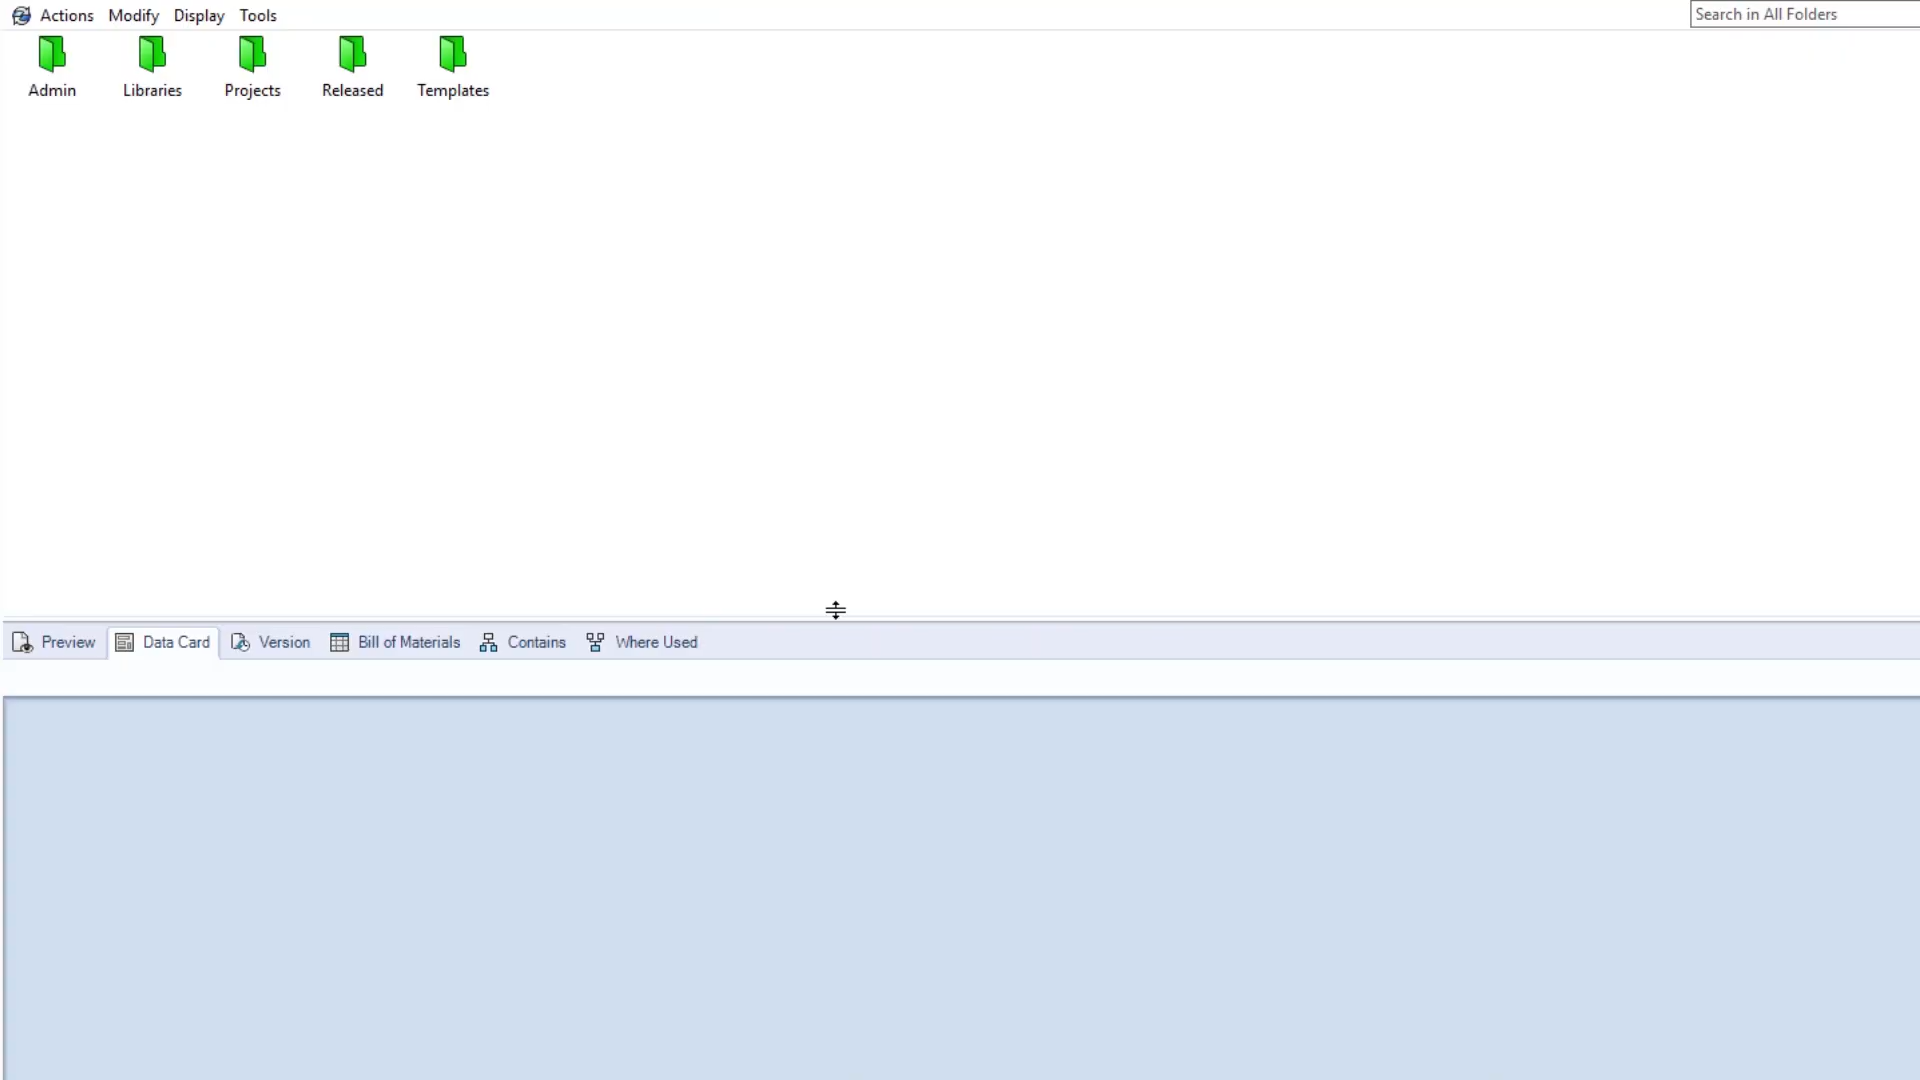 Actions Modify Display Tools Search in All Folders
Admin Libraries Projects Released Templates
Preview Data Card Version Bill of Materials Contains Where Used